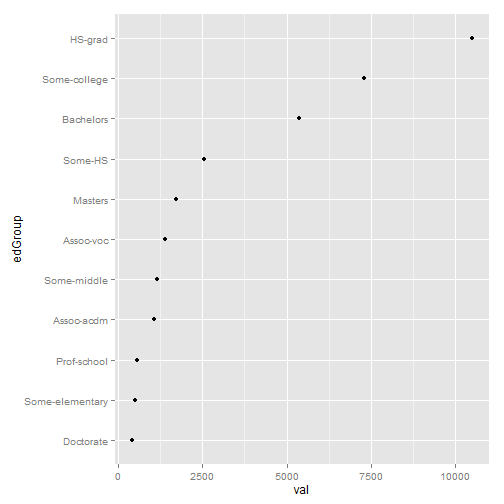 HS-grad
Some-college
Bachelors
Some-HS
Masters
Assoc-voc
Some-middle
Assoc-acdm
Prof-school
Some-elementary
Doctorate
edGroup
0 2500 5000 7500 10000
val